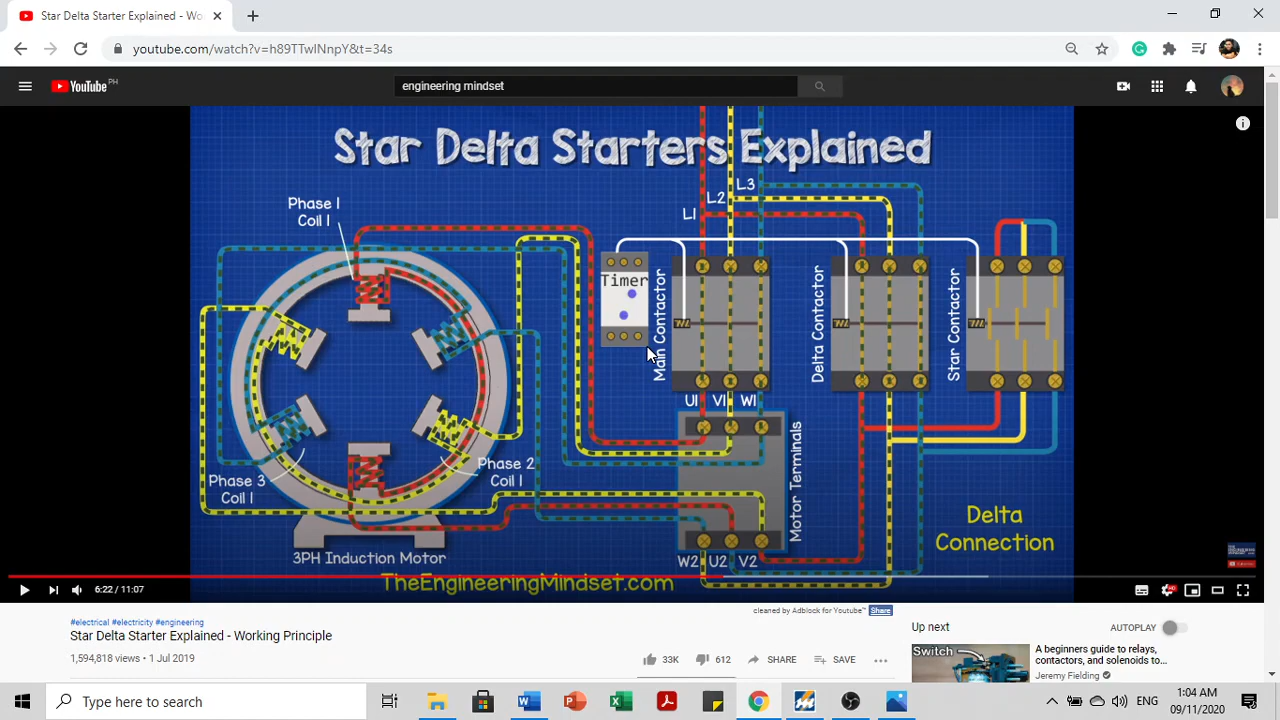 Star Delta Starter Explained - Wo
youtube.com/watch?v=h89TTwlNnpY&t=34s
YouTube PH
engineering mindset
Star Delta Starters Explained
L3
L2
L1
Phase 1
Coil 1
Timer
Main Contactor
Delta Contactor
Star Contactor
U1 V1 W1
Motor Terminals
Phase 2
Coil 1
Phase 3
Coil 1
W2 U2 V2
Delta
Connection
3PH Induction Motor
TheEngineeringMindset.com
6:22 / 11:07
cleaned by Adblock for Youtube™ Share
#electrical #electricity #engineering
Star Delta Starter Explained - Working Principle
1,594,818 views • 1 Jul 2019
33K 612 SHARE SAVE
Up next
AUTOPLAY
Switch
A beginners guide to relays,
contactors, and solenoids to...
Jeremy Fielding
Type here to search
ENG
1:04 AM
09/11/2020